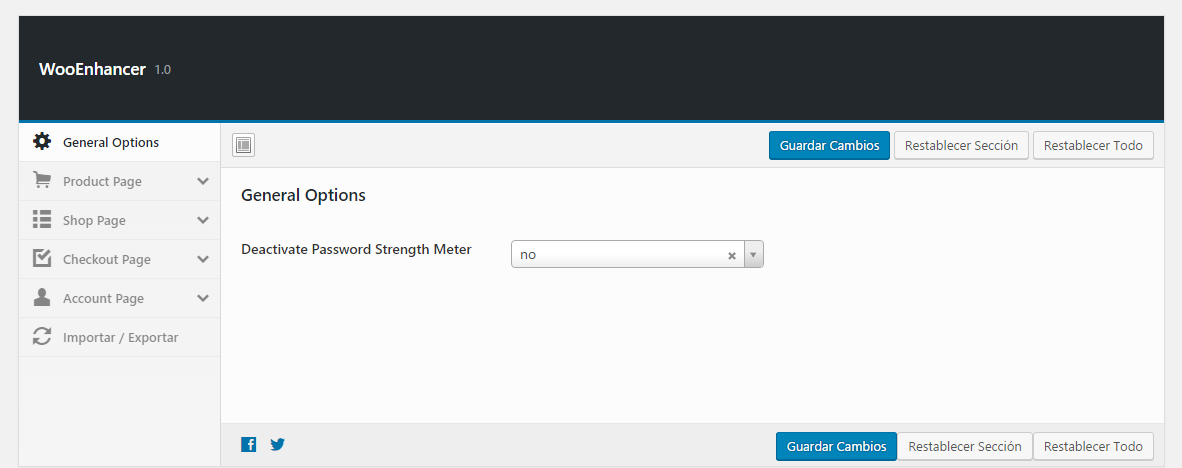 WooEnhancer 1.0
General Options
Product Page
Shop Page
Checkout Page
Account Page
Importar / Exportar
Guardar Cambios Restablecer Sección Restablecer Todo
General Options
Deactivate Password Strength Meter no
Guardar Cambios Restablecer Sección Restablecer Todo